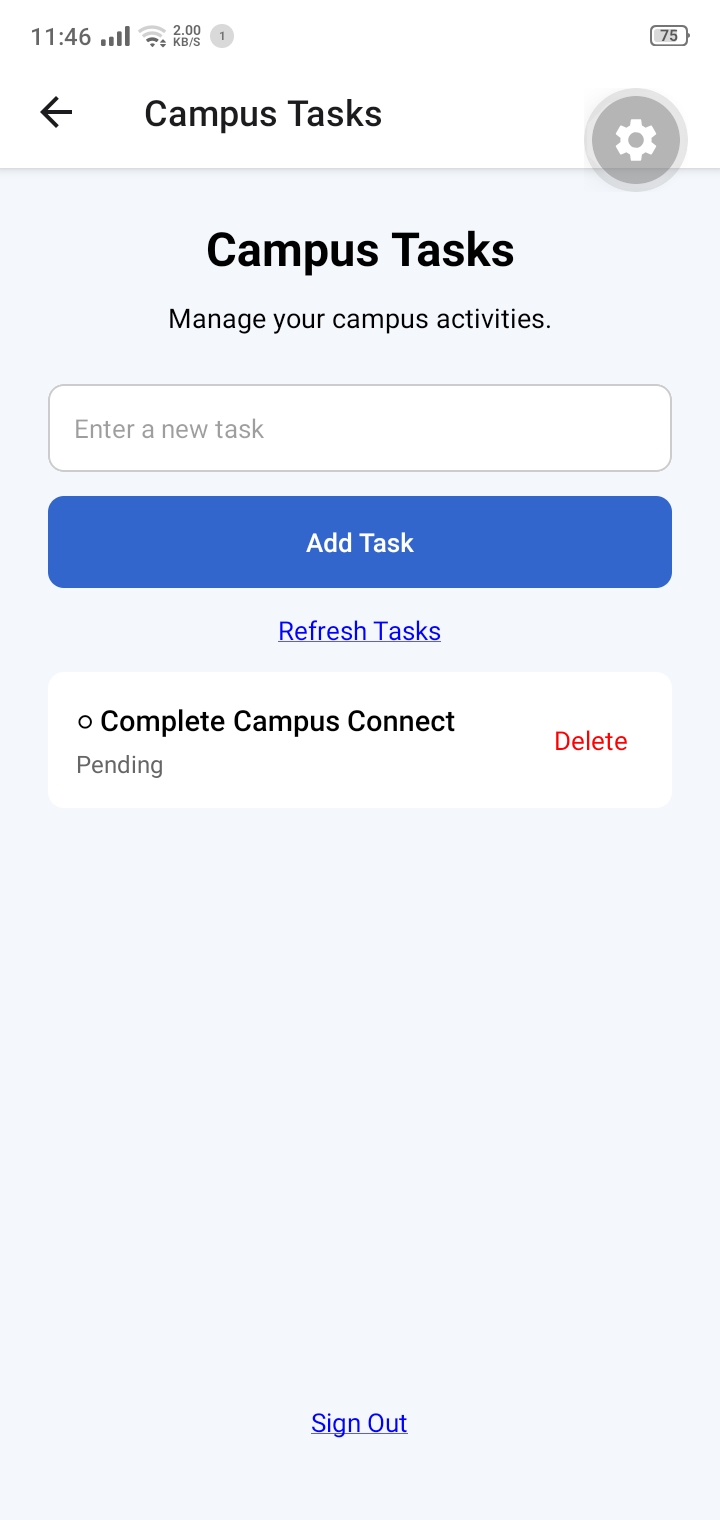 11:46 2.00 KB/S 1 75
Campus Tasks
Campus Tasks
Manage your campus activities.
Enter a new task
Add Task
Refresh Tasks
○ Complete Campus Connect
Pending
Delete
Sign Out